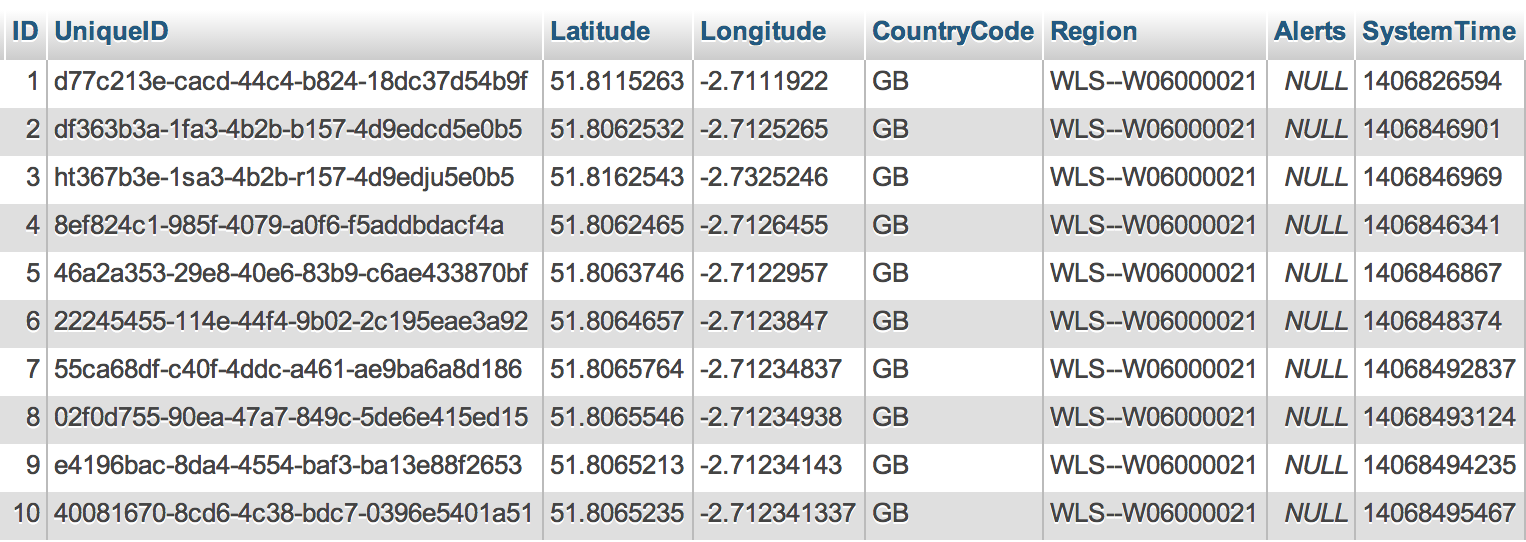 ID UniqueID Latitude Longitude CountryCode Region Alerts SystemTime
1 d77c213e-cacd-44c4-b824-18dc37d54b9f 51.8115263 -2.7111922 GB WLS--W06000021 NULL 1406826594
2 df363b3a-1fa3-4b2b-b157-4d9edcd5e0b5 51.8062532 -2.7125265 GB WLS--W06000021 NULL 1406846901
3 ht367b3e-1sa3-4b2b-r157-4d9edju5e0b5 51.8162543 -2.7325246 GB WLS--W06000021 NULL 1406846969
4 8ef824c1-985f-4079-a0f6-f5addbdacf4a 51.8062465 -2.7126455 GB WLS--W06000021 NULL 1406846341
5 46a2a353-29e8-40e6-83b9-c6ae433870bf 51.8063746 -2.7122957 GB WLS--W06000021 NULL 1406846867
6 22245455-114e-44f4-9b02-2c195eae3a92 51.8064657 -2.7123847 GB WLS--W06000021 NULL 1406848374
7 55ca68df-c40f-4ddc-a461-ae9ba6a8d186 51.8065764 -2.71234837 GB WLS--W06000021 NULL 14068492837
8 02f0d755-90ea-47a7-849c-5de6e415ed15 51.8065546 -2.71234938 GB WLS--W06000021 NULL 14068493124
9 e4196bac-8da4-4554-baf3-ba13e88f2653 51.8065213 -2.71234143 GB WLS--W06000021 NULL 14068494235
10 40081670-8cd6-4c38-bdc7-0396e5401a51 51.8065235 -2.712341337 GB WLS--W06000021 NULL 14068495467